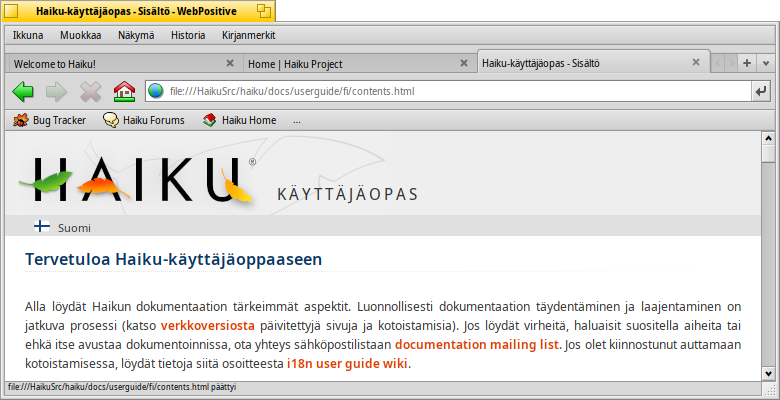 Haiku-käyttäjäopas - Sisältö - WebPositive
Ikkuna Muokkaa Näkymä Historia Kirjanmerkit
Welcome to Haiku! Home | Haiku Project Haiku-käyttäjäopas - Sisältö
file:///HaikuSrc/haiku/docs/userguide/fi/contents.html
Bug Tracker Haiku Forums Haiku Home ...
HAIKU® KÄYTTÄJÄOPAS
Suomi
Tervetuloa Haiku-käyttäjäoppaaseen
Alla löydät Haikun dokumentaation tärkeimmät aspektit. Luonnollisesti dokumentaation täydentäminen ja laajentaminen on
jatkuva prosessi (katso verkkoversiosta päivitettyjä sivuja ja kotoistamisia). Jos löydät virheitä, haluaisit suositella aiheita tai
ehkä itse avustaa dokumentoinnissa, ota yhteys sähköpostilistaan documentation mailing list. Jos olet kiinnostunut auttamaan
kotoistamisessa, löydät tietoja siitä osoitteesta i18n user guide wiki.
file:///HaikuSrc/haiku/docs/userguide/fi/contents.html päättyi